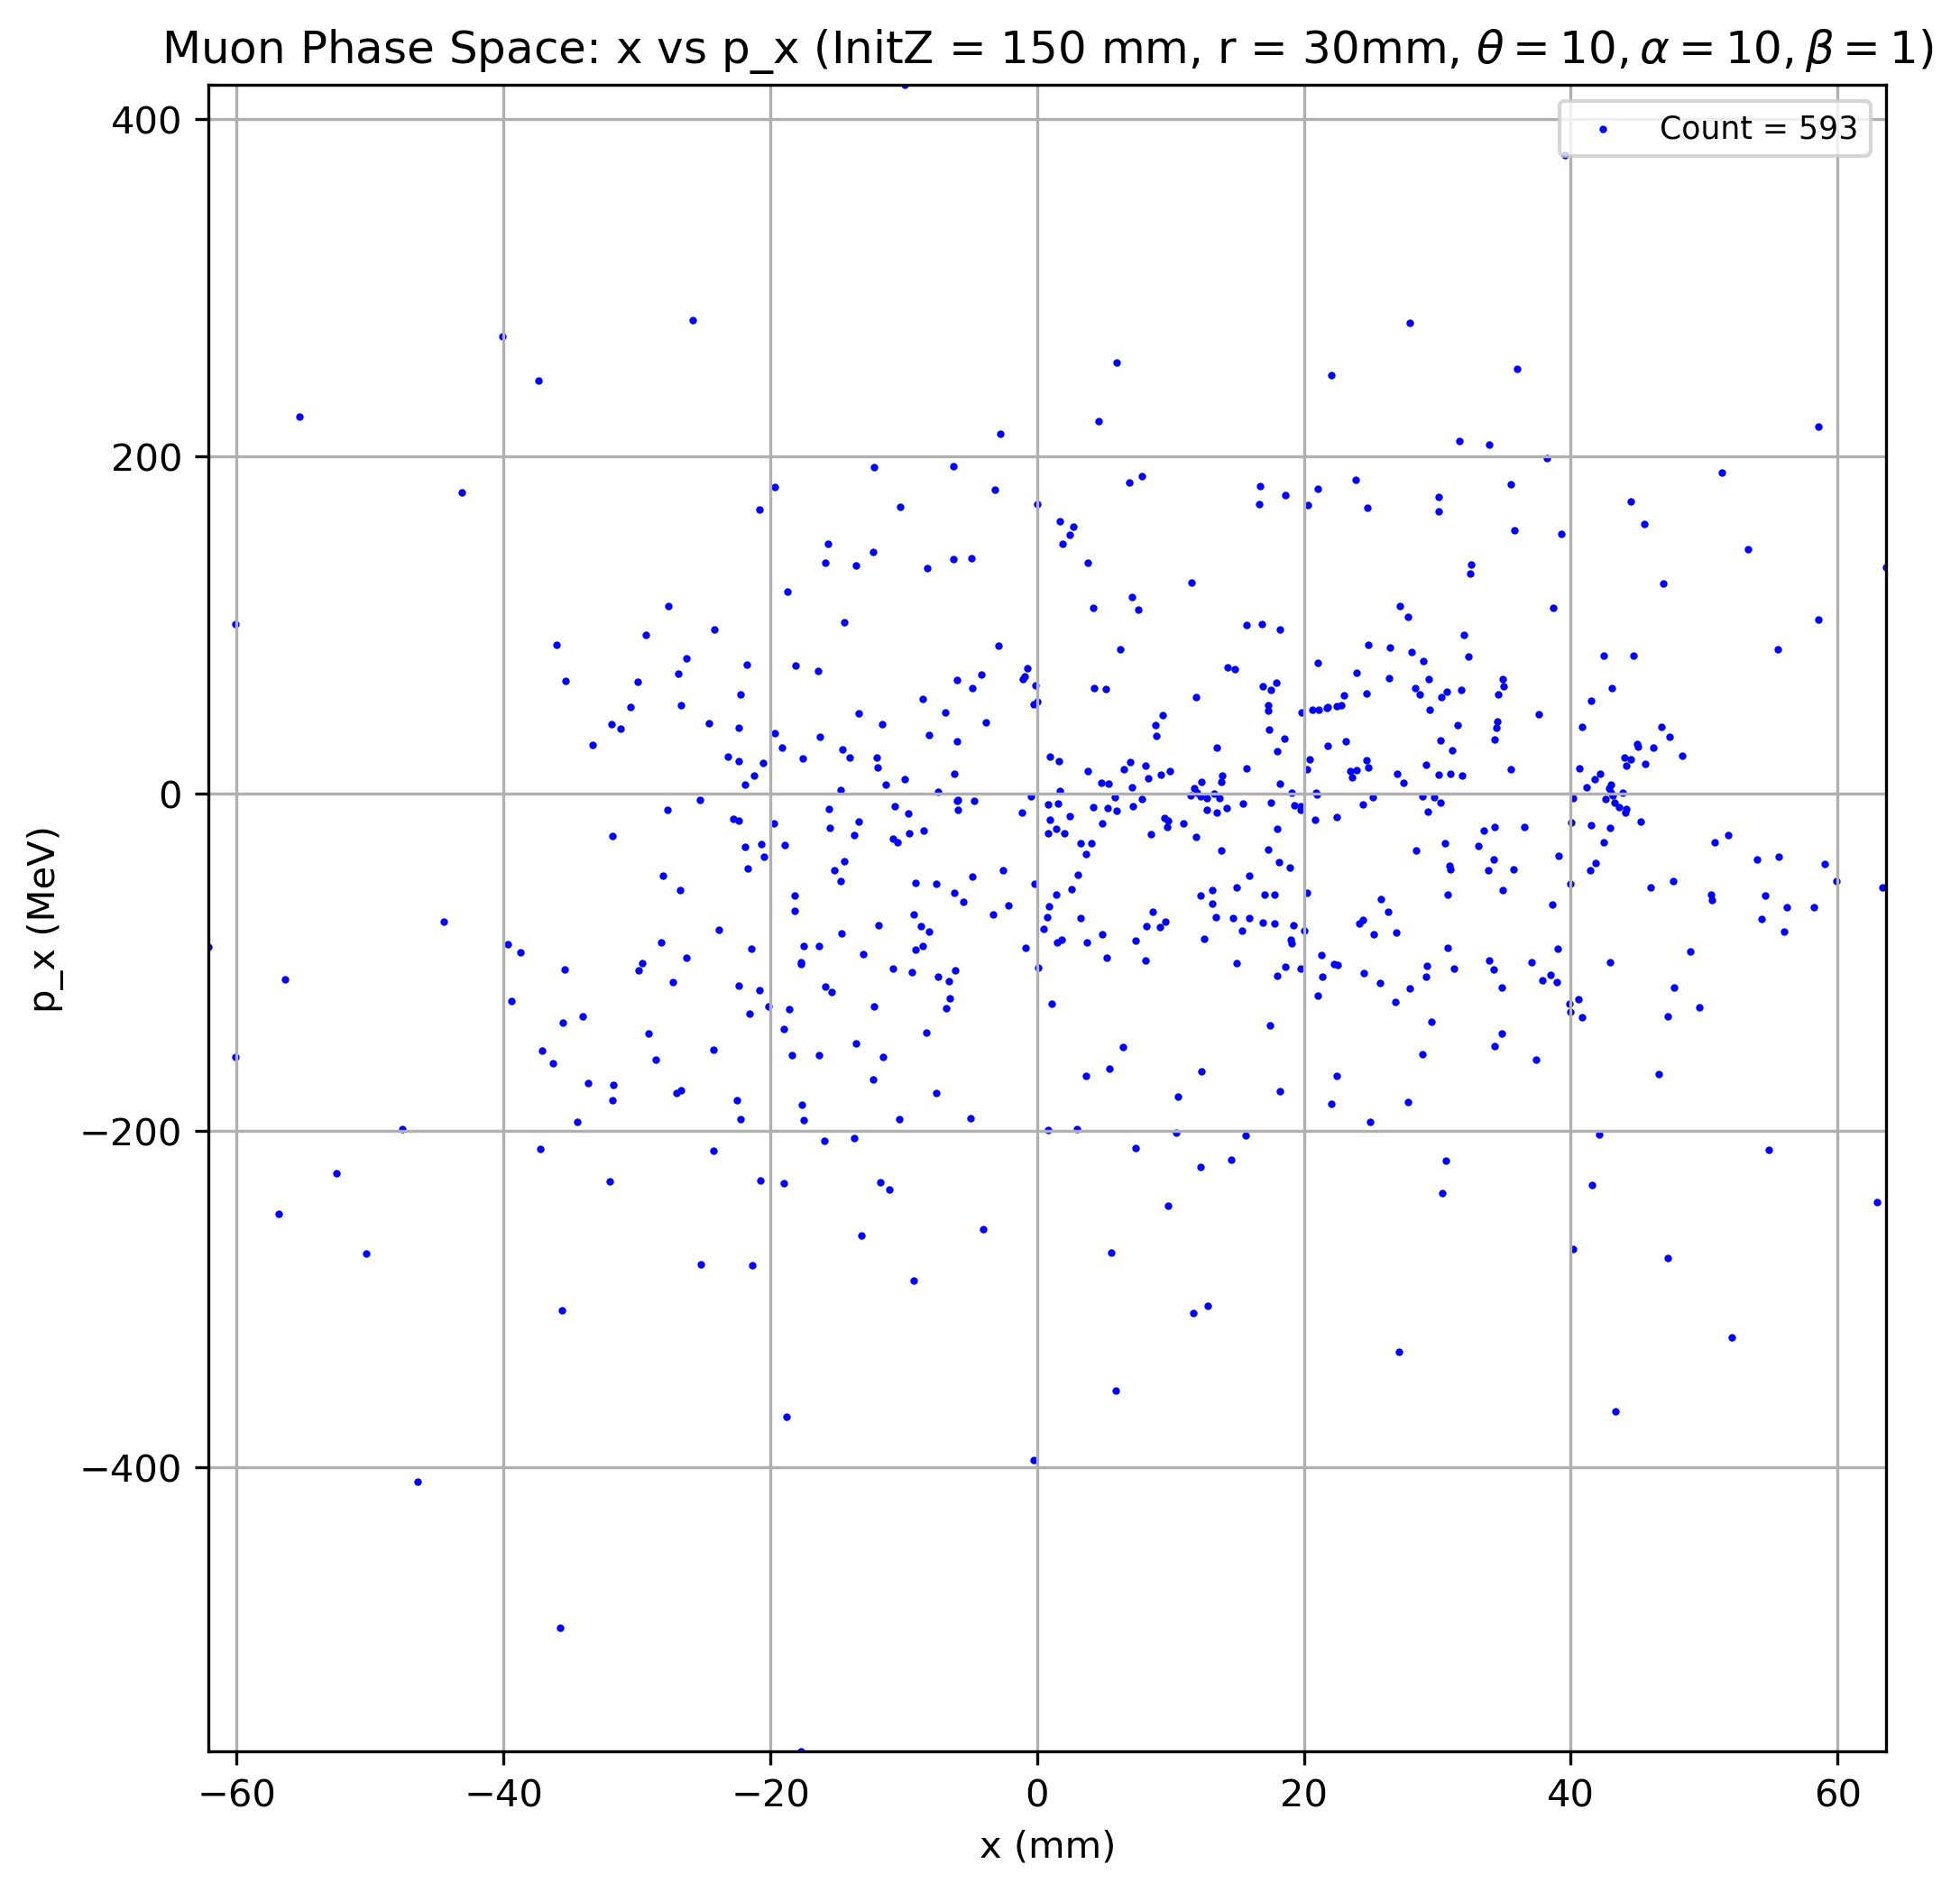 Muon Phase Space: x vs p_x (InitZ = 150 mm, r = 30mm, θ = 10, α = 10, β = 1)
Count = 593
400
200
0
−200
−400
p_x (MeV)
−60 −40 −20 0 20 40 60
x (mm)